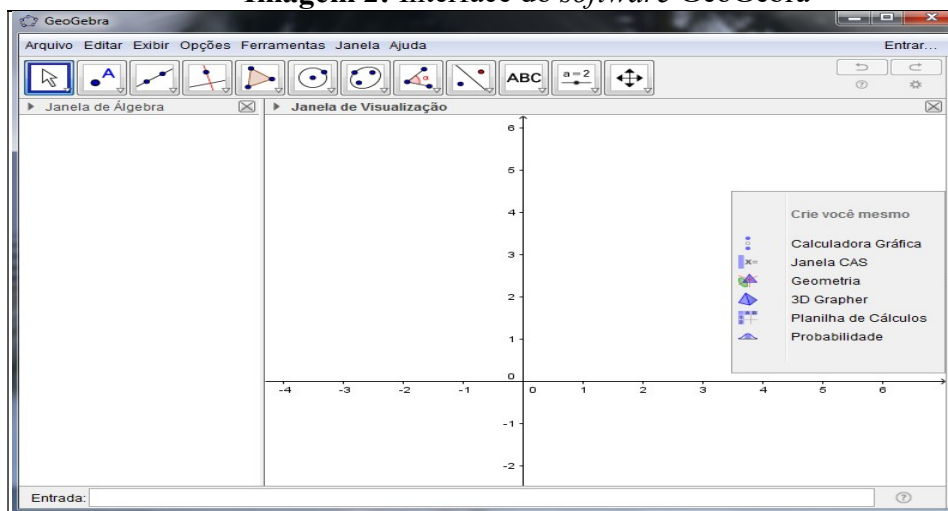 Imagem 2: Interface do software GeoGebra
GeoGebra
Arquivo Editar Exibir Opções Ferramentas Janela Ajuda
Entrar...
A
α
ABC
a=2
Janela de Álgebra
Janela de Visualização
6
5
4
3
2
1
0
-4 -3 -2 -1 0 1 2 3 4 5 6
-1
-2
Crie você mesmo
Calculadora Gráfica
x=
Janela CAS
Geometria
3D Grapher
Planilha de Cálculos
Probabilidade
Entrada: